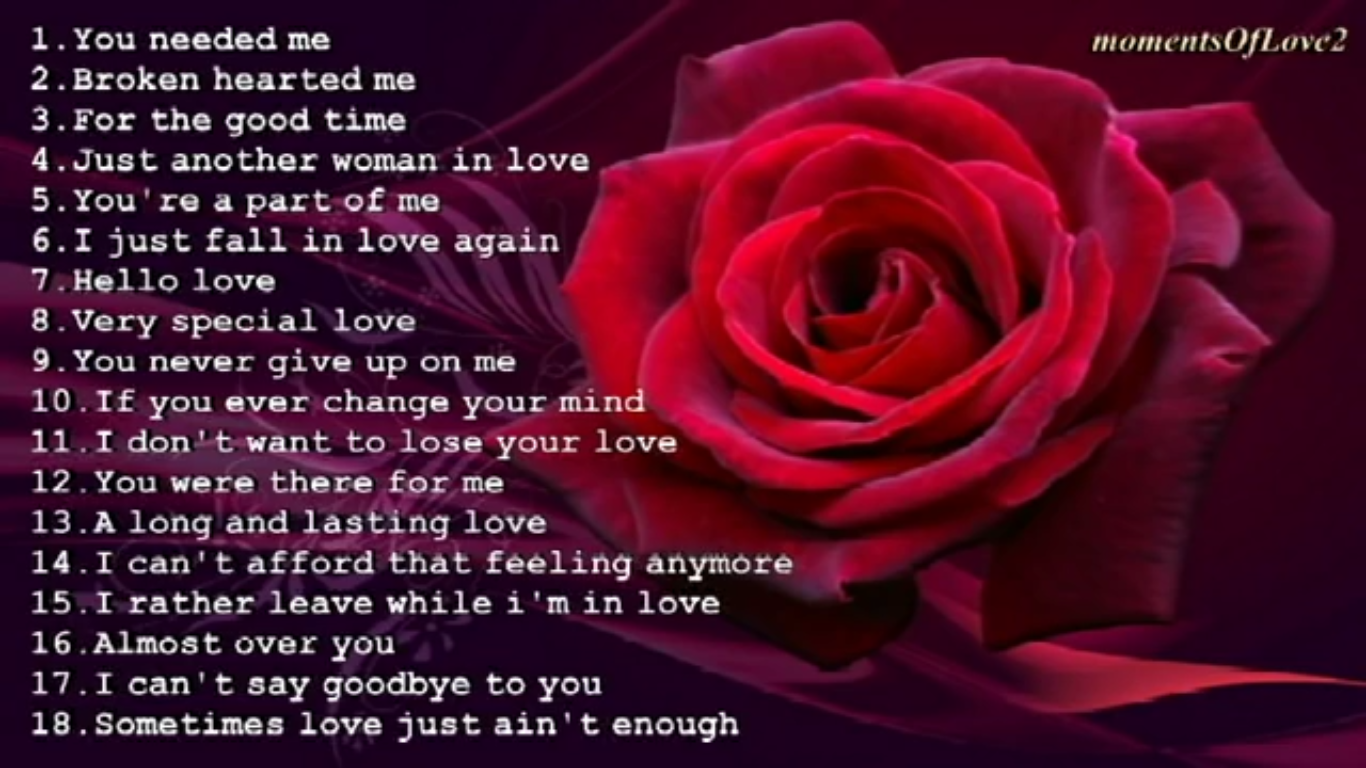 1.You needed me
2.Broken hearted me
3.For the good time
4.Just another woman in love
5.You're a part of me
6.I just fall in love again
7.Hello love
8.Very special love
9.You never give up on me
10.If you ever change your mind
11.I don't want to lose your love
12.You were there for me
13.A long and lasting love
14.I can't afford that feeling anymore
15.I rather leave while i'm in love
16.Almost over you
17.I can't say goodbye to you
18.Sometimes love just ain't enough
momentsOfLove2